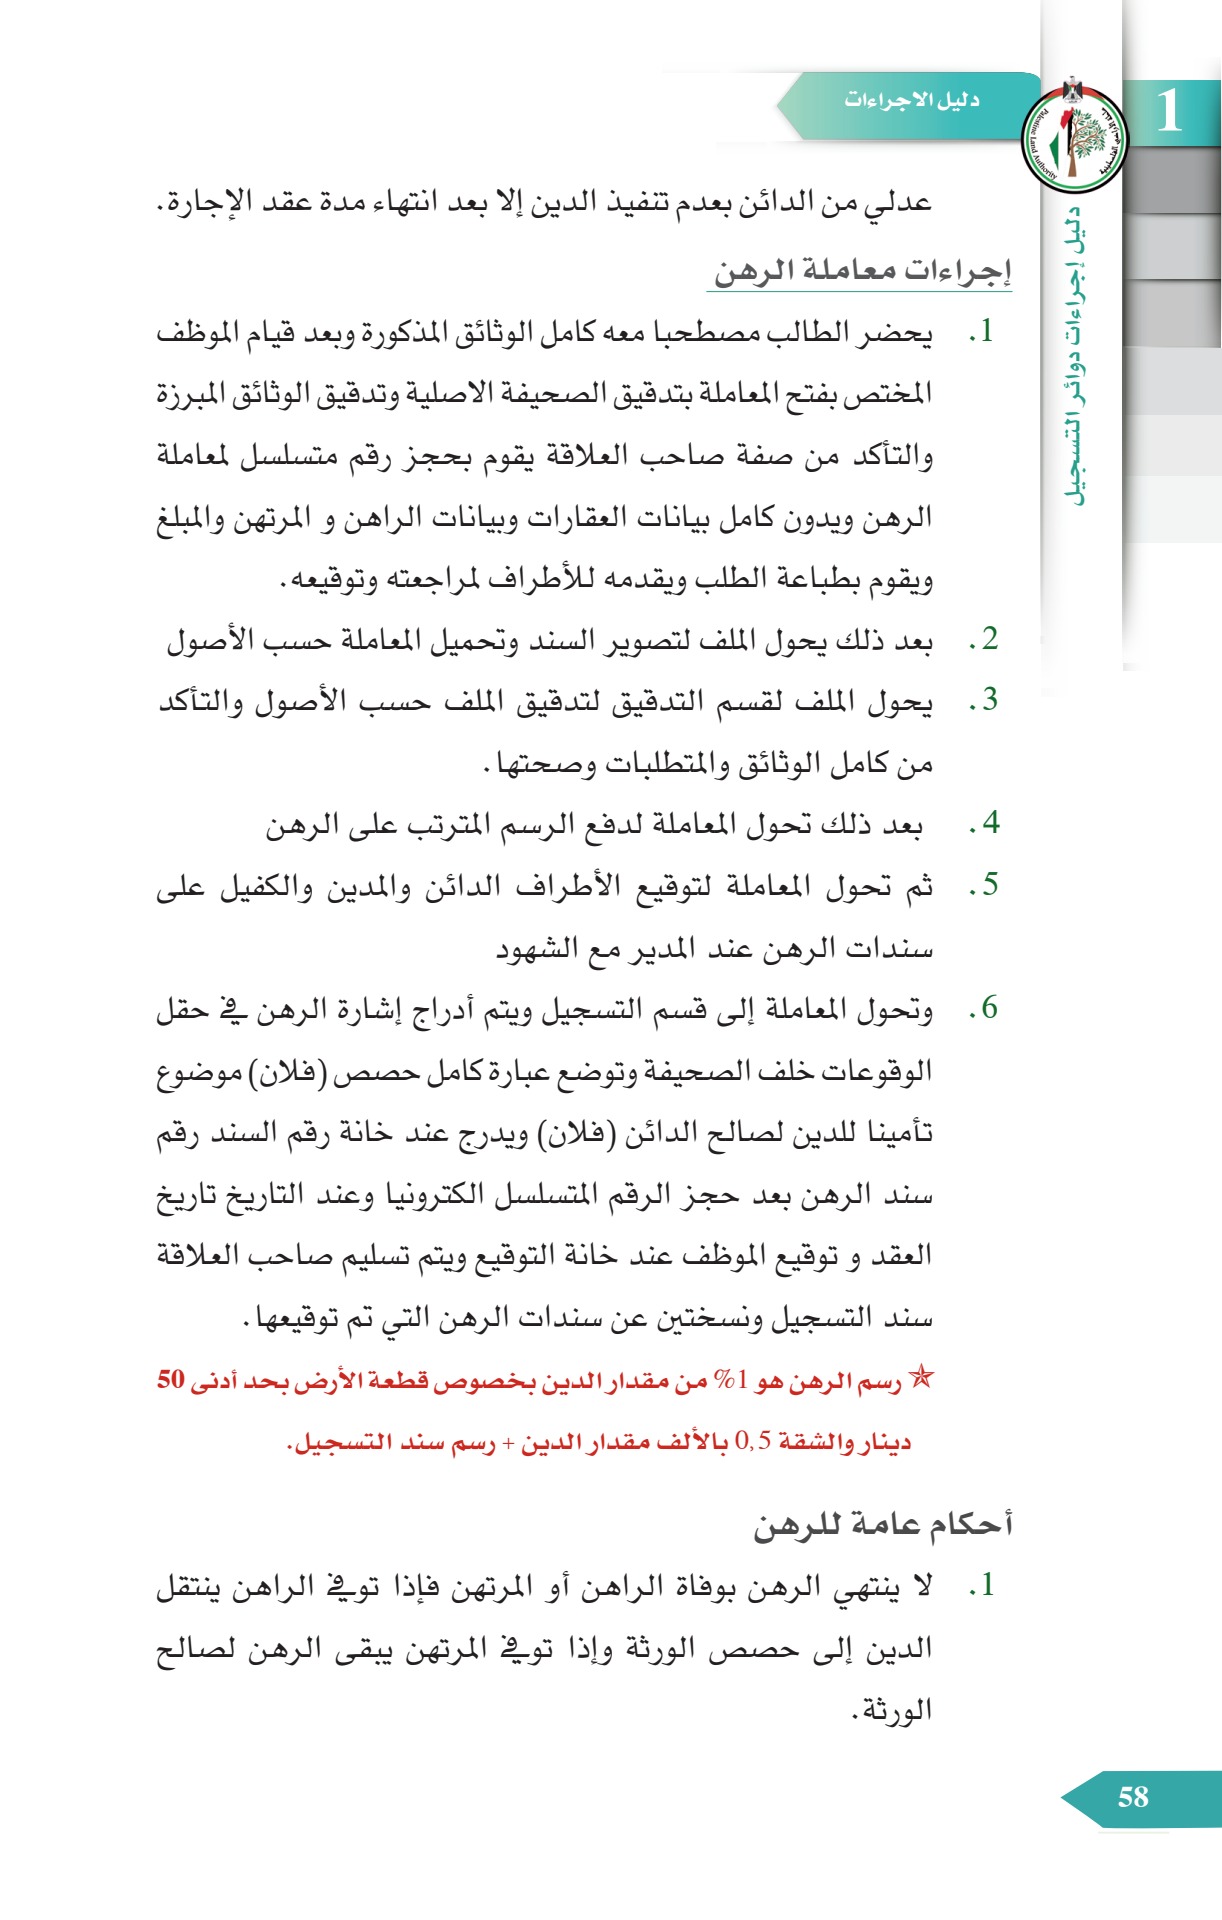 دليل الاجراءات
1
Palestine Land Authority
دليل إجراءات دوائر التسجيل
عدلي من الدائن بعدم تنفيذ الدين إلا بعد انتهاء مدة عقد الإجارة.
إجراءات معاملة الرهن
1. يحضر الطالب مصطحبا معه كامل الوثائق المذكورة وبعد قيام الموظف
المختص بفتح المعاملة بتدقيق الصحيفة الاصلية وتدقيق الوثائق المبرزة
والتأكد من صفة صاحب العلاقة يقوم بحجز رقم متسلسل لمعاملة
الرهن ويدون كامل بيانات العقارات وبيانات الراهن و المرتهن والمبلغ
ويقوم بطباعة الطلب ويقدمه للأطراف لمراجعته وتوقيعه.
2. بعد ذلك يحول الملف لتصوير السند وتحميل المعاملة حسب الأصول
3. يحول الملف لقسم التدقيق لتدقيق الملف حسب الأصول والتأكد
من كامل الوثائق والمتطلبات وصحتها.
4. بعد ذلك تحول المعاملة لدفع الرسم المترتب على الرهن
5. ثم تحول المعاملة لتوقيع الأطراف الدائن والمدين والكفيل على
سندات الرهن عند المدير مع الشهود
6. وتحول المعاملة إلى قسم التسجيل ويتم أدراج إشارة الرهن في حقل
الوقوعات خلف الصحيفة وتوضع عبارة كامل حصص (فلان) موضوع
تأمينا للدين لصالح الدائن (فلان) ويدرج عند خانة رقم السند رقم
سند الرهن بعد حجز الرقم المتسلسل الكترونيا وعند التاريخ تاريخ
العقد و توقيع الموظف عند خانة التوقيع ويتم تسليم صاحب العلاقة
سند التسجيل ونسختين عن سندات الرهن التي تم توقيعها.
✯ رسم الرهن هو 1% من مقدار الدين بخصوص قطعة الأرض بحد أدنى 50
دينار والشقة 0,5 بالألف مقدار الدين + رسم سند التسجيل.
أحكام عامة للرهن
1. لا ينتهي الرهن بوفاة الراهن أو المرتهن فإذا توفي الراهن ينتقل
الدين إلى حصص الورثة وإذا توفي المرتهن يبقى الرهن لصالح
الورثة.
58